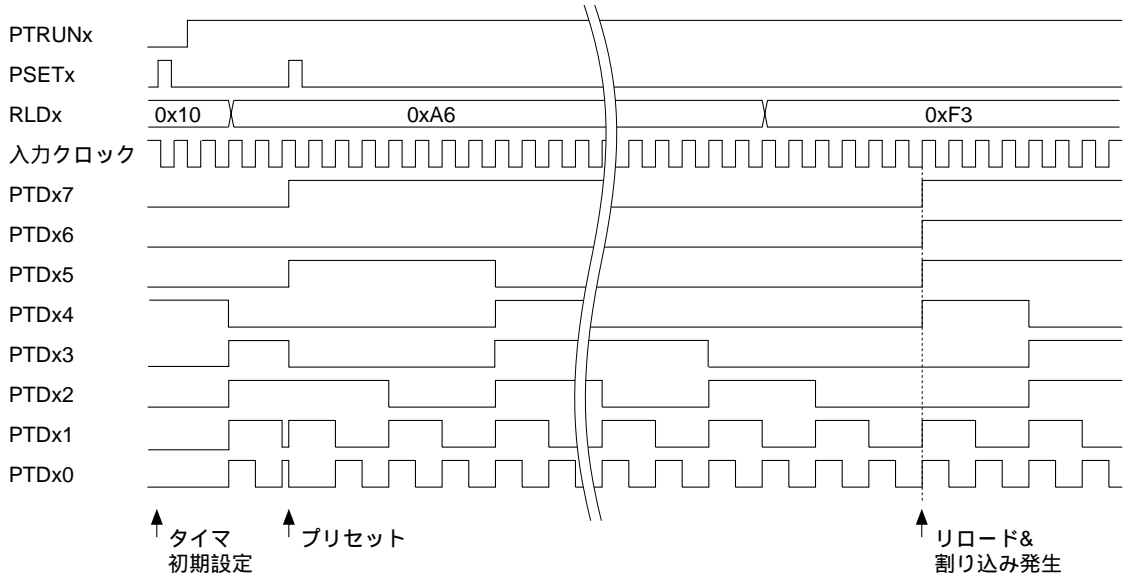 PTRUNx
PSETx
RLDx 0x10 0xA6 0xF3
入力クロック
PTDx7
PTDx6
PTDx5
PTDx4
PTDx3
PTDx2
PTDx1
PTDx0
タイマ
初期設定
プリセット
リロード&
割り込み発生